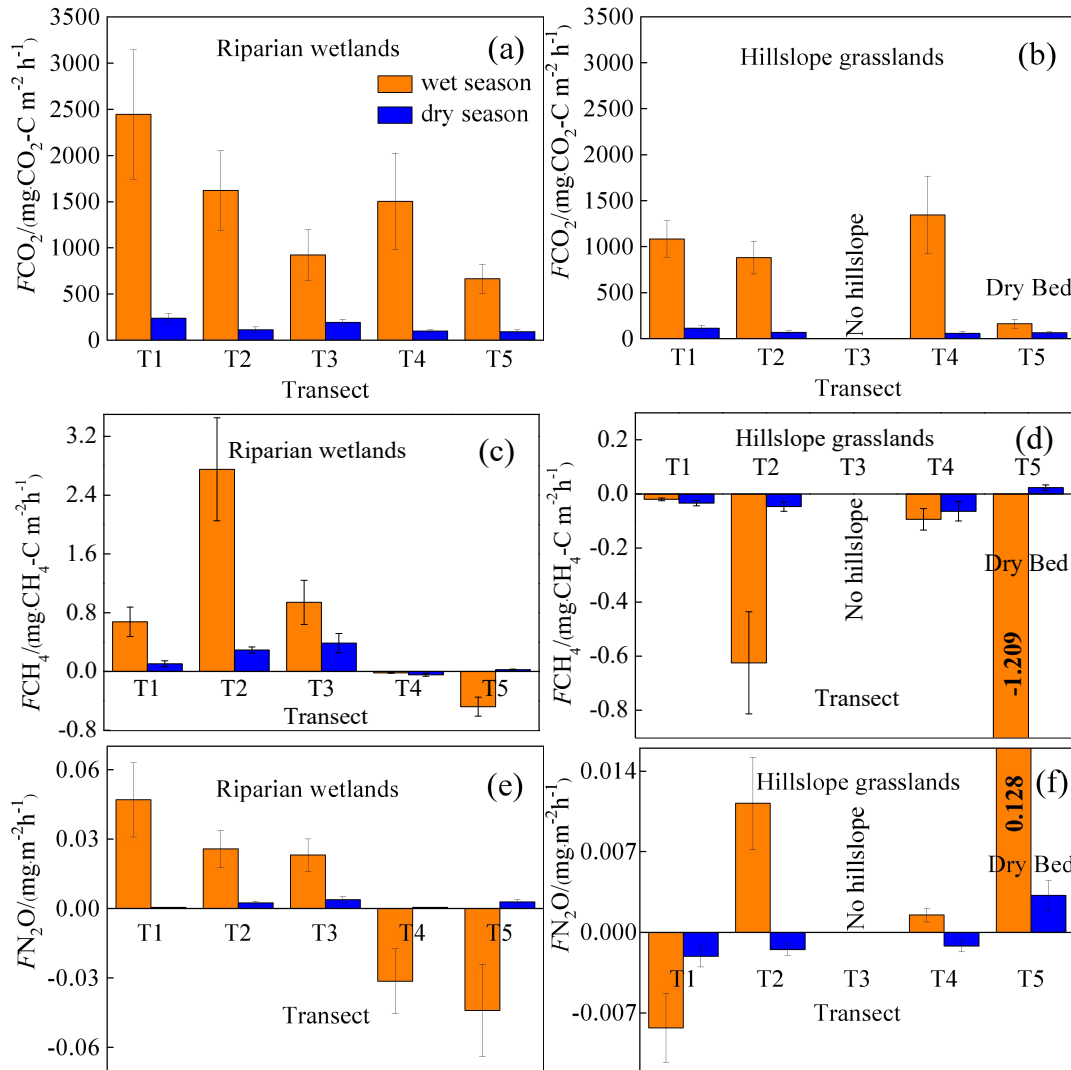 3500
3000
2500
2000
1500
1000
500
0
FCO₂/(mg.CO₂-C m⁻² h⁻¹)
Riparian wetlands
(a)
wet season
dry season
T1 T2 T3 T4 T5
Transect
3500
3000
2500
2000
1500
1000
500
0
FCO₂/(mg.CO₂-C m⁻² h⁻¹)
Hillslope grasslands
(b)
No hillslope
Dry Bed
T1 T2 T3 T4 T5
Transect
3.2
2.4
1.6
0.8
0.0
-0.8
FCH₄/(mg.CH₄-C m⁻²h⁻¹)
Riparian wetlands
(c)
T1 T2 T3 T4 T5
Transect
0.2
0.0
-0.2
-0.4
-0.6
-0.8
FCH₄/(mg.CH₄-C m⁻²h⁻¹)
Hillslope grasslands
(d)
T1 T2 T3 T4 T5
No hillslope
Dry Bed
-1.209
Transect
0.06
0.03
0.00
-0.03
-0.06
FN₂O/(mg.m⁻²h⁻¹)
Riparian wetlands
(e)
T1 T2 T3 T4 T5
Transect
0.014
0.007
0.000
-0.007
FN₂O/(mg.m⁻²h⁻¹)
Hillslope grasslands
(f)
0.128
No hillslope
Dry Bed
T1 T2 T3 T4 T5
Transect